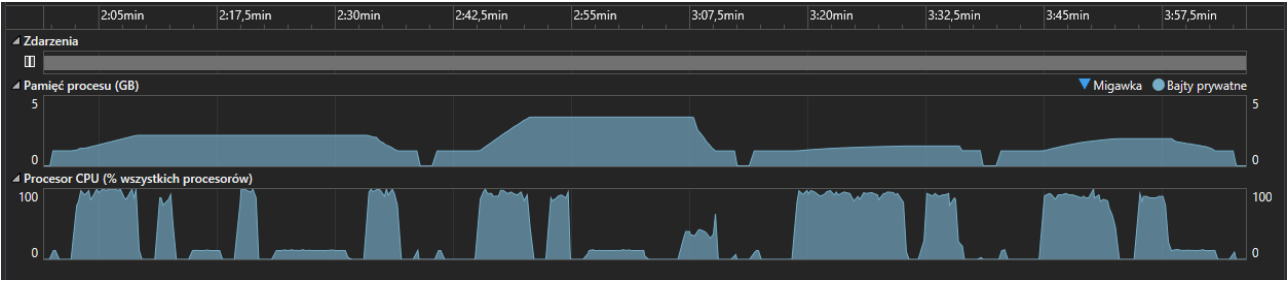 2:05min 2:17,5min 2:30min 2:42,5min 2:55min 3:07,5min 3:20min 3:32,5min 3:45min 3:57,5min
Zdarzenia
Pamięć procesu (GB) Migawka Bajty prywatne
5 5
0 0
Procesor CPU (% wszystkich procesorów)
100 100
0 0